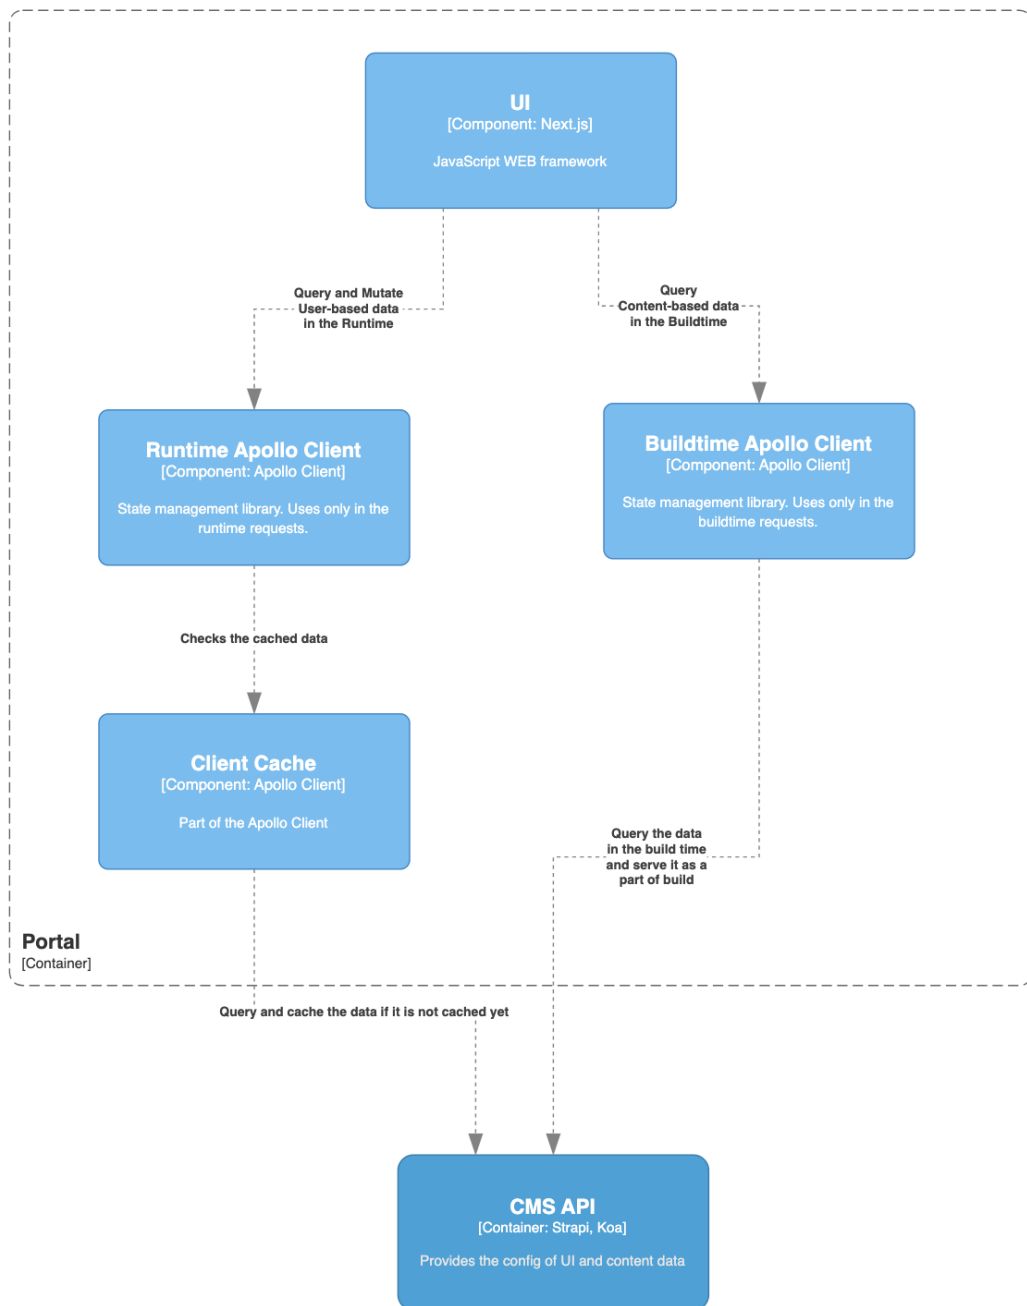 UI
[Component: Next.js]
JavaScript WEB framework
Query and Mutate
User-based data
in the Runtime
Query
Content-based data
in the Buildtime
Runtime Apollo Client
[Component: Apollo Client]
State management library. Uses only in the
runtime requests.
Buildtime Apollo Client
[Component: Apollo Client]
State management library. Uses only in the
buildtime requests.
Checks the cached data
Client Cache
[Component: Apollo Client]
Part of the Apollo Client
Query the data
in the build time
and serve it as a
part of build
Portal
[Container]
Query and cache the data if it is not cached yet
CMS API
[Container: Strapi, Koa]
Provides the config of UI and content data